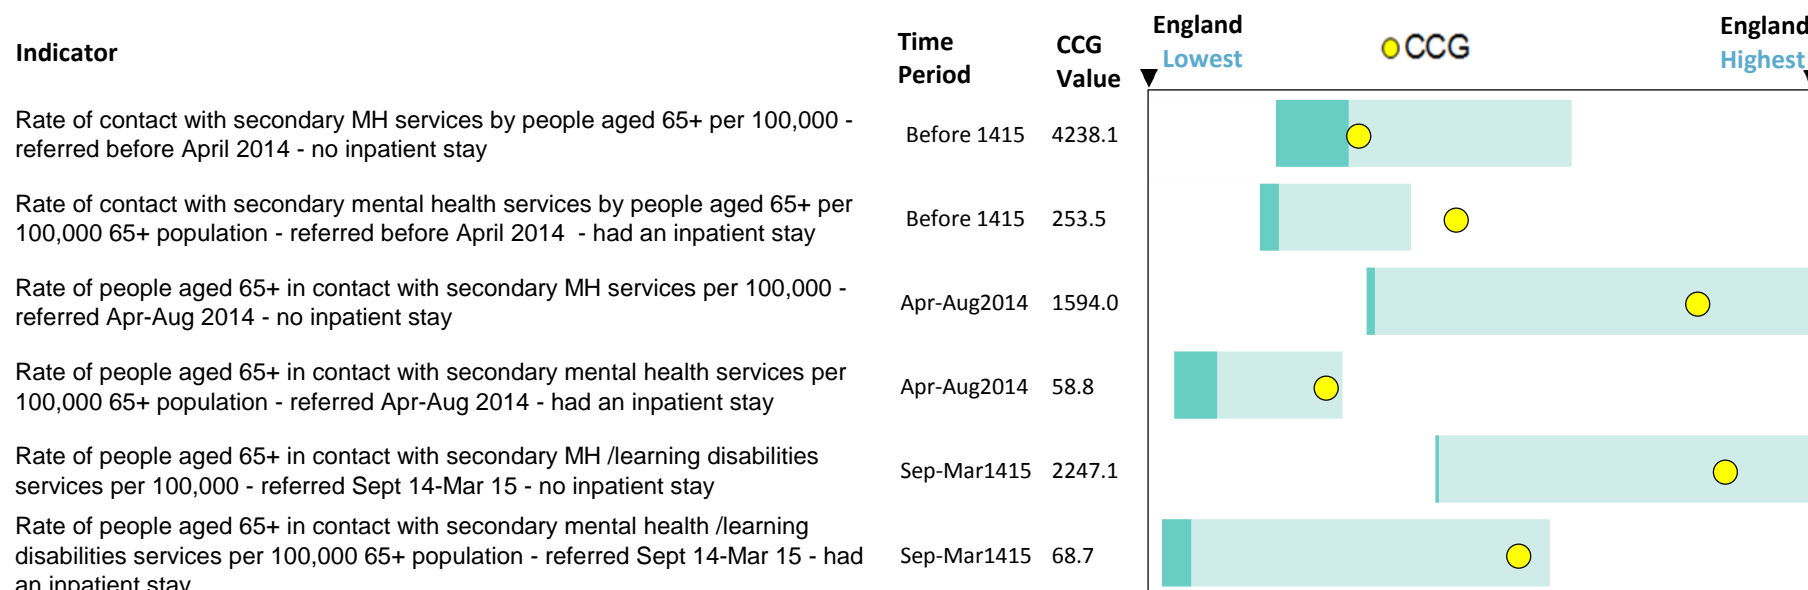 Indicator
Time Period
CCG Value
England Lowest
CCG
England Highest
Rate of contact with secondary MH services by people aged 65+ per 100,000 -
referred before April 2014 - no inpatient stay
Before 1415 4238.1
Rate of contact with secondary mental health services by people aged 65+ per
100,000 65+ population - referred before April 2014  - had an inpatient stay
Before 1415 253.5
Rate of people aged 65+ in contact with secondary MH services per 100,000 -
referred Apr-Aug 2014 - no inpatient stay
Apr-Aug2014 1594.0
Rate of people aged 65+ in contact with secondary mental health services per
100,000 65+ population - referred Apr-Aug 2014 - had an inpatient stay
Apr-Aug2014 58.8
Rate of people aged 65+ in contact with secondary MH /learning disabilities
services per 100,000 - referred Sept 14-Mar 15 - no inpatient stay
Sep-Mar1415 2247.1
Rate of people aged 65+ in contact with secondary mental health /learning
disabilities services per 100,000 65+ population - referred Sept 14-Mar 15 - had
an inpatient stay
Sep-Mar1415 68.7